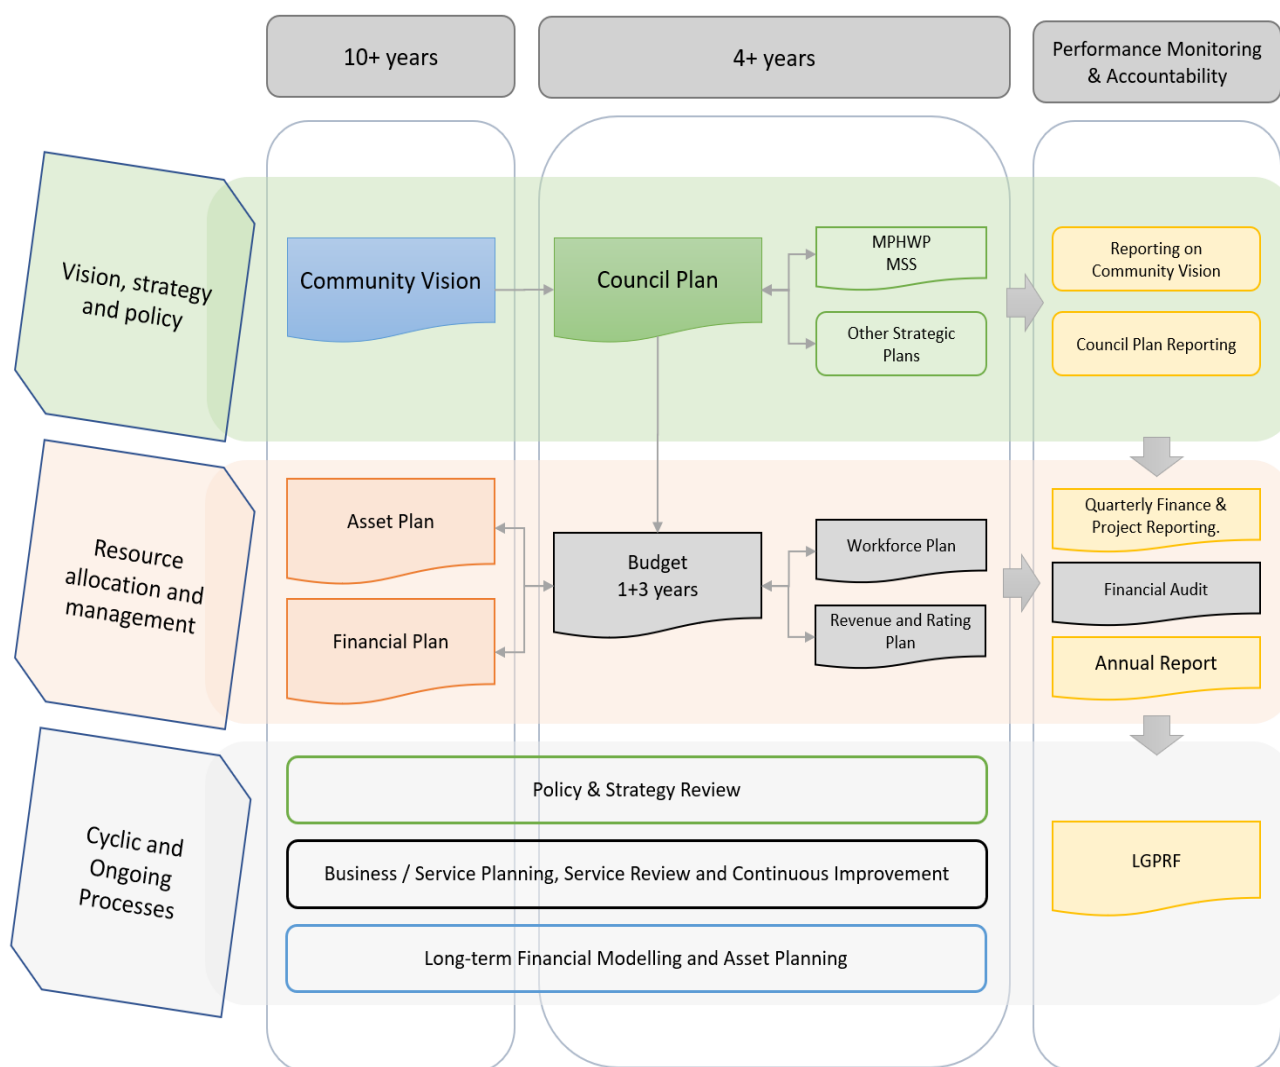 10+ years
4+ years
Performance Monitoring
& Accountability
Vision, strategy
and policy
Community Vision
Council Plan
MPHWP
MSS
Other Strategic
Plans
Reporting on
Community Vision
Council Plan Reporting
Resource
allocation and
management
Asset Plan
Financial Plan
Budget
1+3 years
Workforce Plan
Revenue and Rating
Plan
Quarterly Finance &
Project Reporting.
Financial Audit
Annual Report
Cyclic and
Ongoing
Processes
Policy & Strategy Review
Business / Service Planning, Service Review and Continuous Improvement
Long-term Financial Modelling and Asset Planning
LGPRF